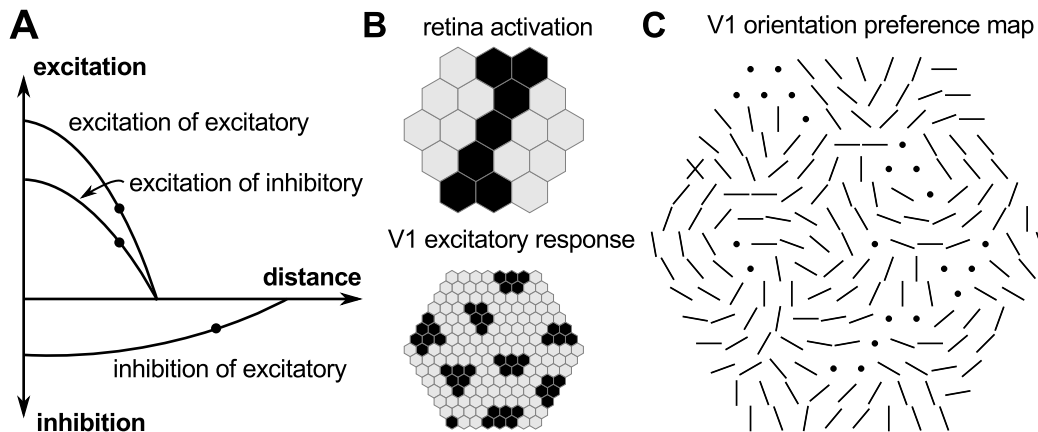 A
excitation
excitation of excitatory
excitation of inhibitory
distance
inhibition of excitatory
inhibition
B
retina activation
V1 excitatory response
C
V1 orientation preference map